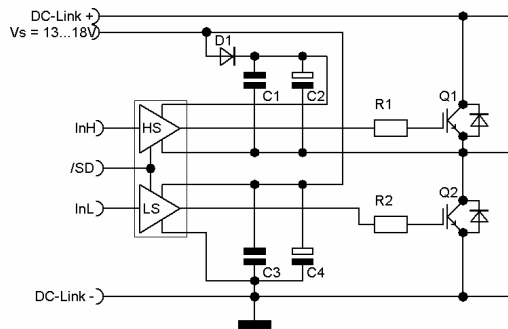 DC-Link +
Vs = 13...18V
D1
C1
C2
R1
Q1
InH
HS
/SD
InL
LS
R2
Q2
C3
C4
DC-Link -